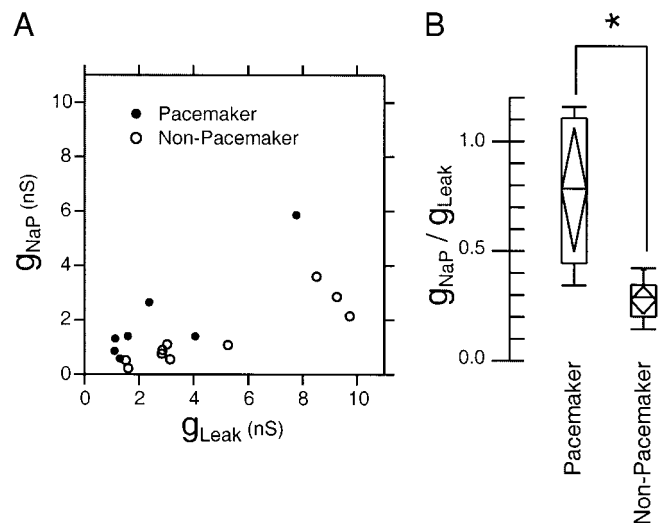 A
B
*
● Pacemaker
○ Non-Pacemaker
10
8
6
4
2
0
gNaP (nS)
0 2 4 6 8 10
gLeak (nS)
1.0
0.5
0.0
gNaP / gLeak
Pacemaker
Non-Pacemaker